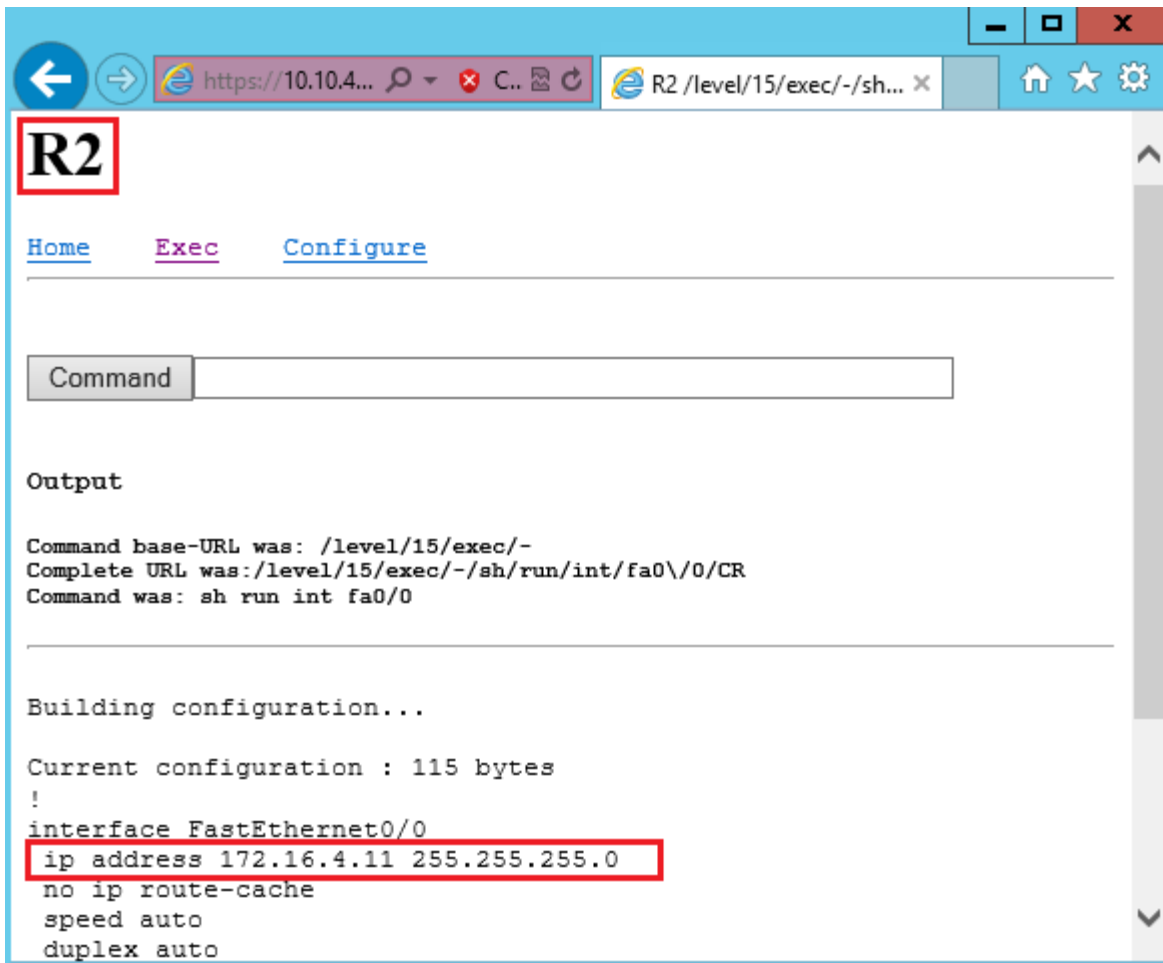 https://10.10.4... C.. R2 /level/15/exec/-/sh...
R2
Home Exec Configure
Command
Output
Command base-URL was: /level/15/exec/-
Complete URL was:/level/15/exec/-/sh/run/int/fa0\/0/CR
Command was: sh run int fa0/0
Building configuration...
Current configuration : 115 bytes
!
interface FastEthernet0/0
ip address 172.16.4.11 255.255.255.0
no ip route-cache
speed auto
duplex auto